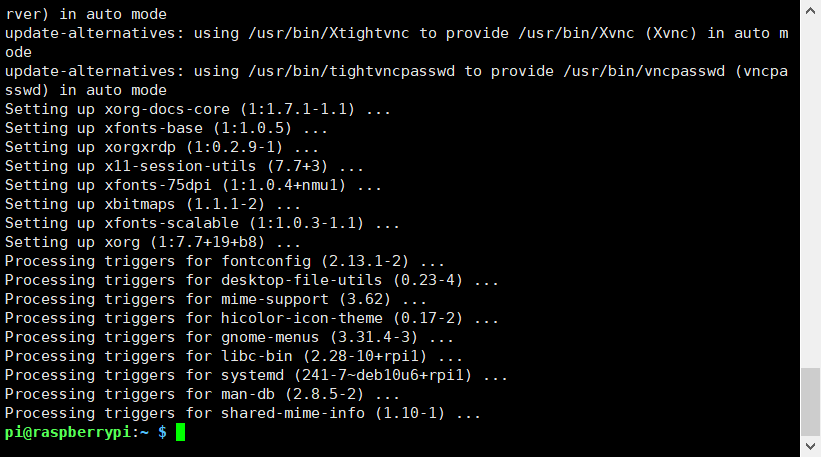 rver) in auto mode
update-alternatives: using /usr/bin/Xtightvnc to provide /usr/bin/Xvnc (Xvnc) in auto m
ode
update-alternatives: using /usr/bin/tightvncpasswd to provide /usr/bin/vncpasswd (vncpa
sswd) in auto mode
Setting up xorg-docs-core (1:1.7.1-1.1) ...
Setting up xfonts-base (1:1.0.5) ...
Setting up xorgxrdp (1:0.2.9-1) ...
Setting up x11-session-utils (7.7+3) ...
Setting up xfonts-75dpi (1:1.0.4+nmu1) ...
Setting up xbitmaps (1.1.1-2) ...
Setting up xfonts-scalable (1:1.0.3-1.1) ...
Setting up xorg (1:7.7+19+b8) ...
Processing triggers for fontconfig (2.13.1-2) ...
Processing triggers for desktop-file-utils (0.23-4) ...
Processing triggers for mime-support (3.62) ...
Processing triggers for hicolor-icon-theme (0.17-2) ...
Processing triggers for gnome-menus (3.31.4-3) ...
Processing triggers for libc-bin (2.28-10+rpi1) ...
Processing triggers for systemd (241-7~deb10u6+rpi1) ...
Processing triggers for man-db (2.8.5-2) ...
Processing triggers for shared-mime-info (1.10-1) ...
pi@raspberrypi:~ $